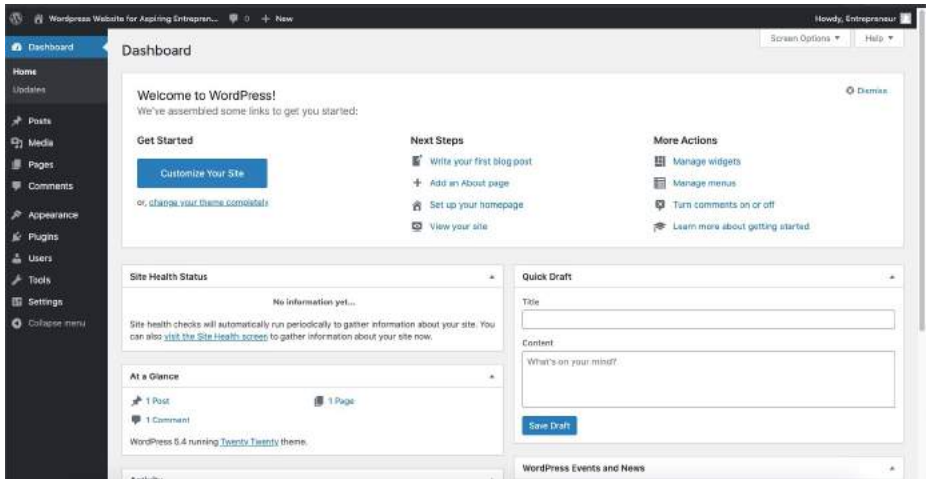 Wordpress Website for Aspiring Entrepren... 0 + New
Howdy, Entrepreneur
Dashboard
Home
Updates
Posts
Media
Pages
Comments
Appearance
Plugins
Users
Tools
Settings
Collapse menu
Screen Options ▼ Help ▼
Dashboard
Welcome to WordPress!
We've assembled some links to get you started:
Dismiss
Get Started
Customize Your Site
or, change your theme completely
Next Steps
Write your first blog post
Add an About page
Set up your homepage
View your site
More Actions
Manage widgets
Manage menus
Turn comments on or off
Learn more about getting started
Site Health Status
No information yet...
Site health checks will automatically run periodically to gather information about your site. You
can also visit the Site Health screen to gather information about your site now.
At a Glance
1 Post
1 Page
1 Comment
WordPress 5.4 running Twenty Twenty theme.
Activity
Quick Draft
Title
Content
What's on your mind?
Save Draft
WordPress Events and News